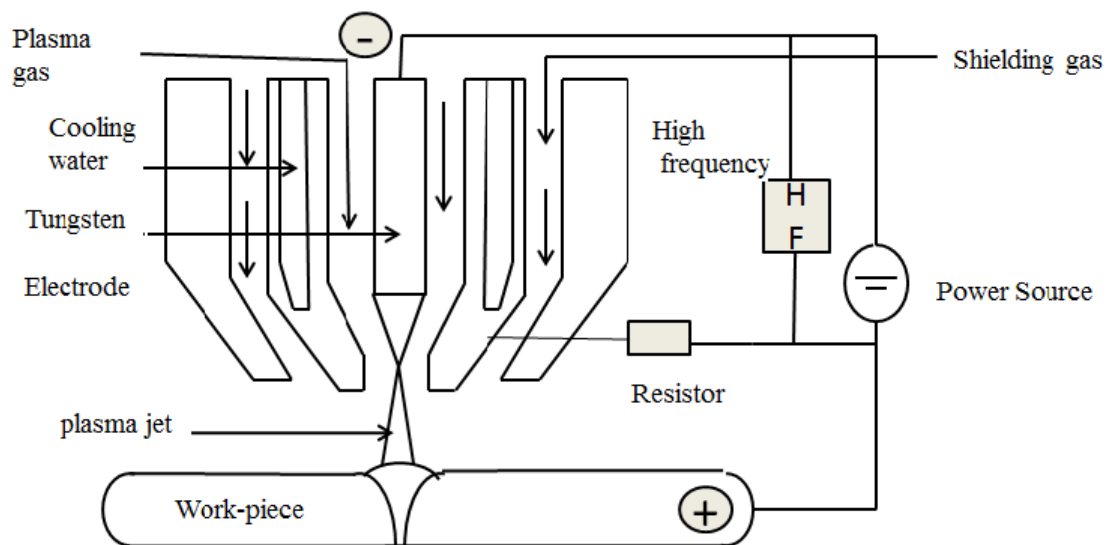 Plasma
gas
-
Shielding gas
Cooling
water
High
frequency
H
F
Tungsten
Electrode
Power Source
Resistor
plasma jet
Work-piece
+